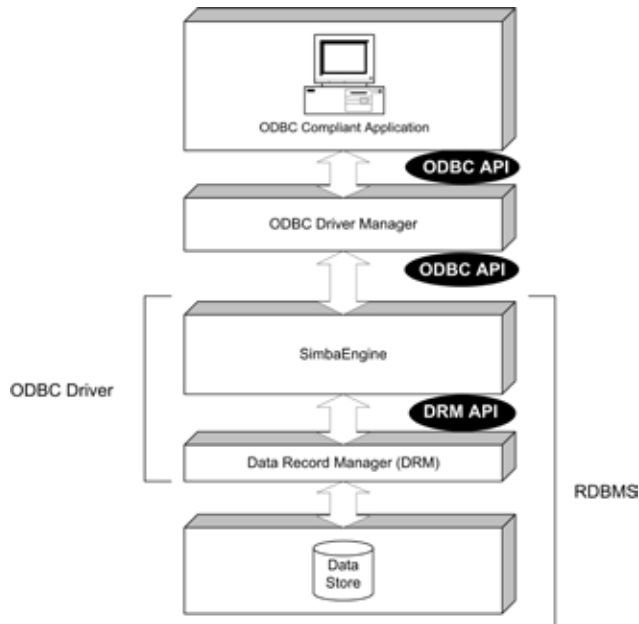 ODBC Compliant Application
ODBC API
ODBC Driver Manager
ODBC API
SimbaEngine
ODBC Driver
DRM API
Data Record Manager (DRM)
RDBMS
Data
Store